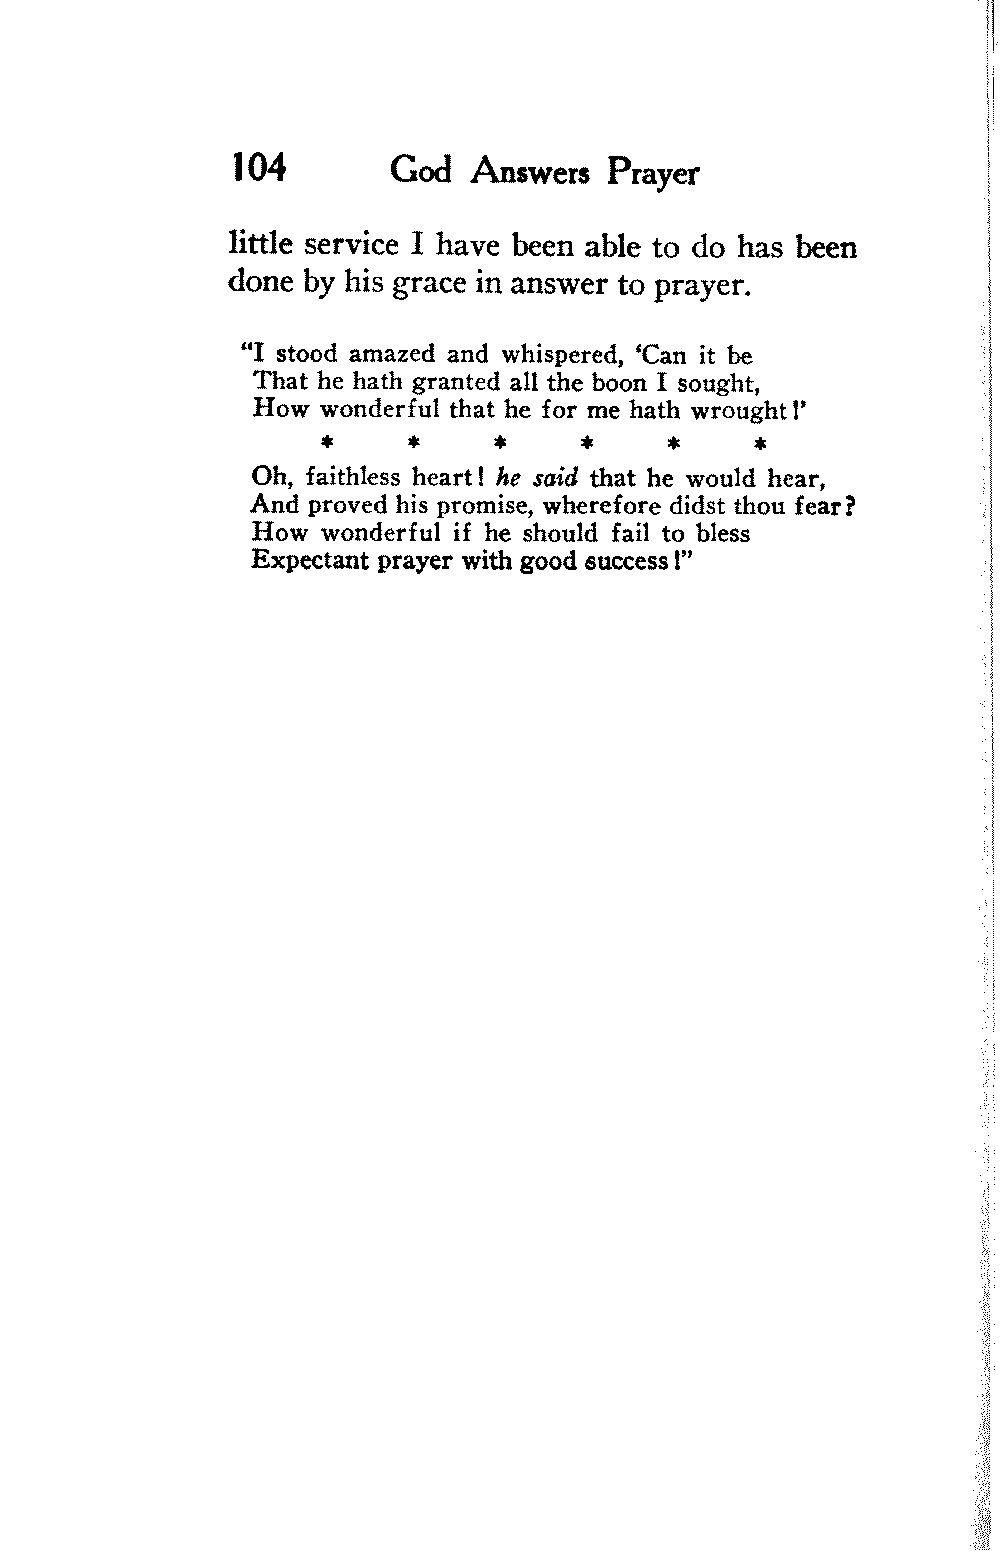 104 God Answers Prayer
little service I have been able to do has been
done by his grace in answer to prayer.
“I stood amazed and whispered, ‘Can it be
That he hath granted all the boon I sought,
How wonderful that he for me hath wrought!’
* * * * * *
Oh, faithless heart! he said that he would hear,
And proved his promise, wherefore didst thou fear?
How wonderful if he should fail to bless
Expectant prayer with good success!”